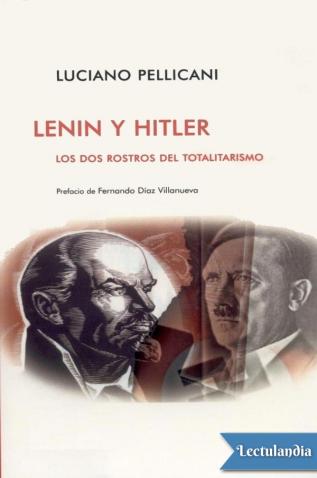 LUCIANO PELLICANI
LENIN Y HITLER
LOS DOS ROSTROS DEL TOTALITARISMO
Prefacio de Fernando Díaz Villanueva
Lectulandia